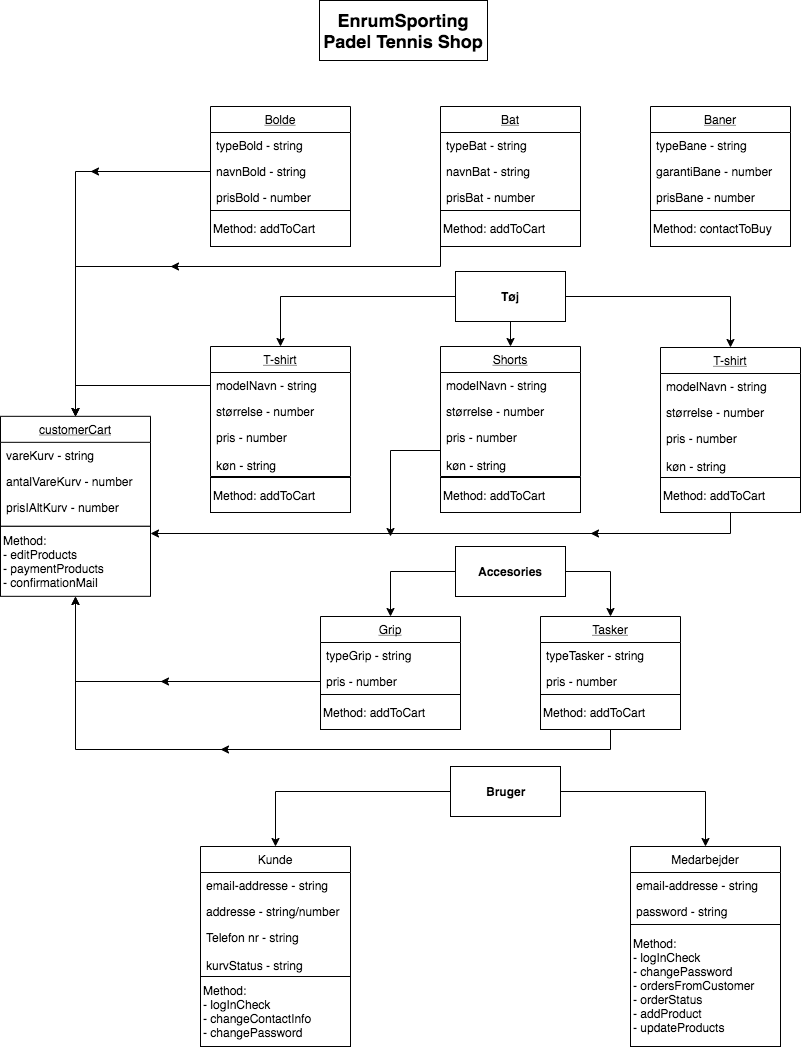 EnrumSporting
Padel Tennis Shop
Bolde
typeBold - string
navnBold - string
prisBold - number
Method: addToCart
Bat
typeBat - string
navnBat - string
prisBat - number
Method: addToCart
Baner
typeBane - string
garantiBane - number
prisBane - number
Method: contactToBuy
Tøj
T-shirt
modelNavn - string
størrelse - number
pris - number
køn - string
Method: addToCart
Shorts
modelNavn - string
størrelse - number
pris - number
køn - string
Method: addToCart
T-shirt
modelNavn - string
størrelse - number
pris - number
køn - string
Method: addToCart
customerCart
vareKurv - string
antalVareKurv - number
prisIAltKurv - number
Method:
- editProducts
- paymentProducts
- confirmationMail
Accesories
Grip
typeGrip - string
pris - number
Method: addToCart
Tasker
typeTasker - string
pris - number
Method: addToCart
Bruger
Kunde
email-addresse - string
addresse - string/number
Telefon nr - string
kurvStatus - string
Method:
- logInCheck
- changeContactInfo
- changePassword
Medarbejder
email-addresse - string
password - string
Method:
- logInCheck
- changePassword
- ordersFromCustomer
- orderStatus
- addProduct
- updateProducts